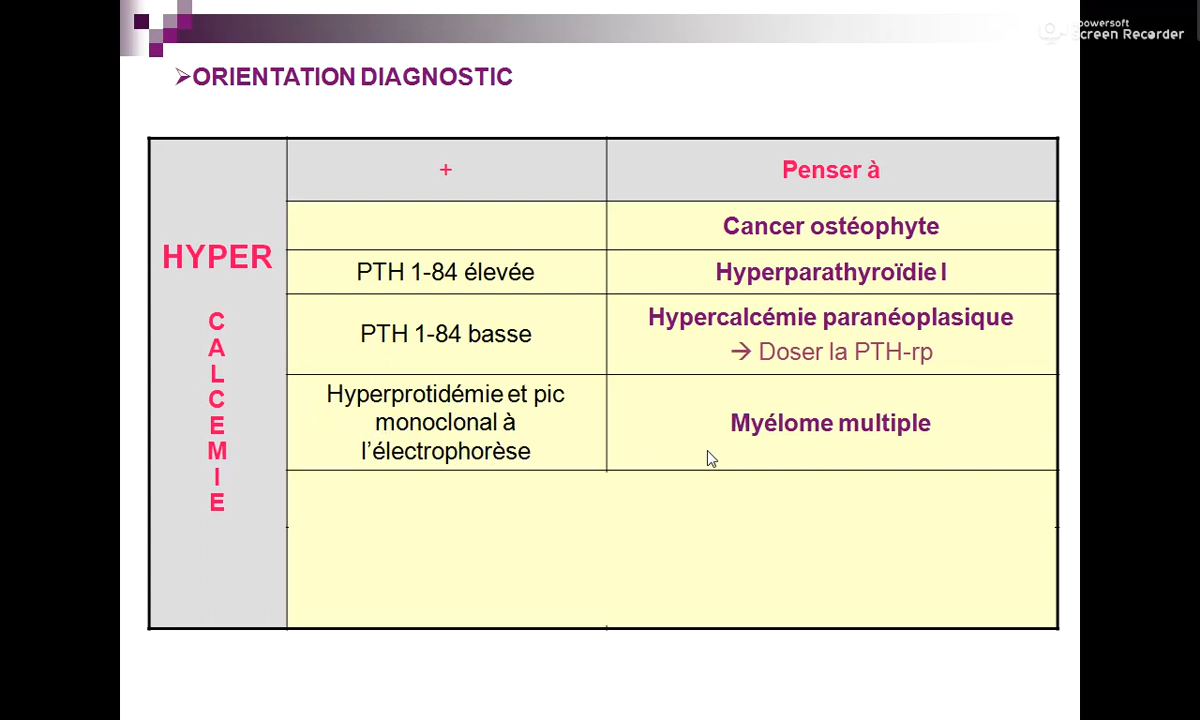 powersoft
Screen Recorder
➢ORIENTATION DIAGNOSTIC
+
Penser à
HYPER
C
A
L
C
E
M
I
E
Cancer ostéophyte
PTH 1-84 élevée
Hyperparathyroïdie I
PTH 1-84 basse
Hypercalcémie paranéoplasique
→ Doser la PTH-rp
Hyperprotidémie et pic
monoclonal à
l’électrophorèse
Myélome multiple